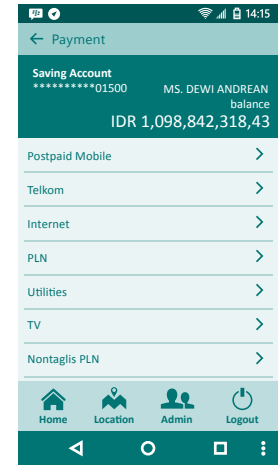 14:15
Payment
Saving Account
**********01500
MS. DEWI ANDREAN
balance
IDR 1,098,842,318,43
Postpaid Mobile
Telkom
Internet
PLN
Utilities
TV
Nontaglis PLN
Home Location Admin Logout